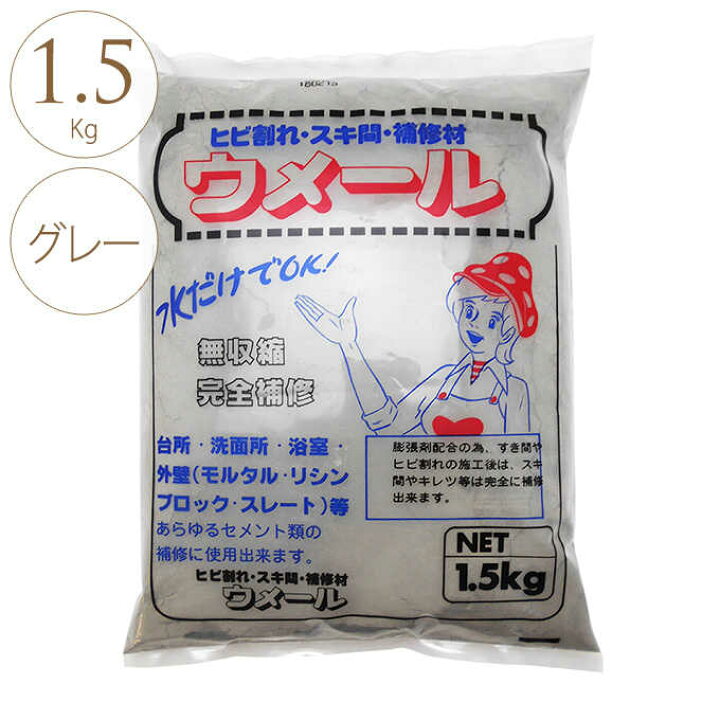 1.5
Kg
グレー
ヒビ割れ・スキ間・補修材
ウメール
水だけでOK!
無収縮
完全補修
台所・洗面所・浴室・
外壁(モルタル・リシン
ブロック・スレート)等
あらゆるセメント類の
補修に使用出来ます。
膨張剤配合の為、すき間や
ヒビ割れの施工後は、スキ
間やキレツ等は完全に補修
出来ます。
NET
1.5kg
ヒビ割れ・スキ間・補修材
ウメール